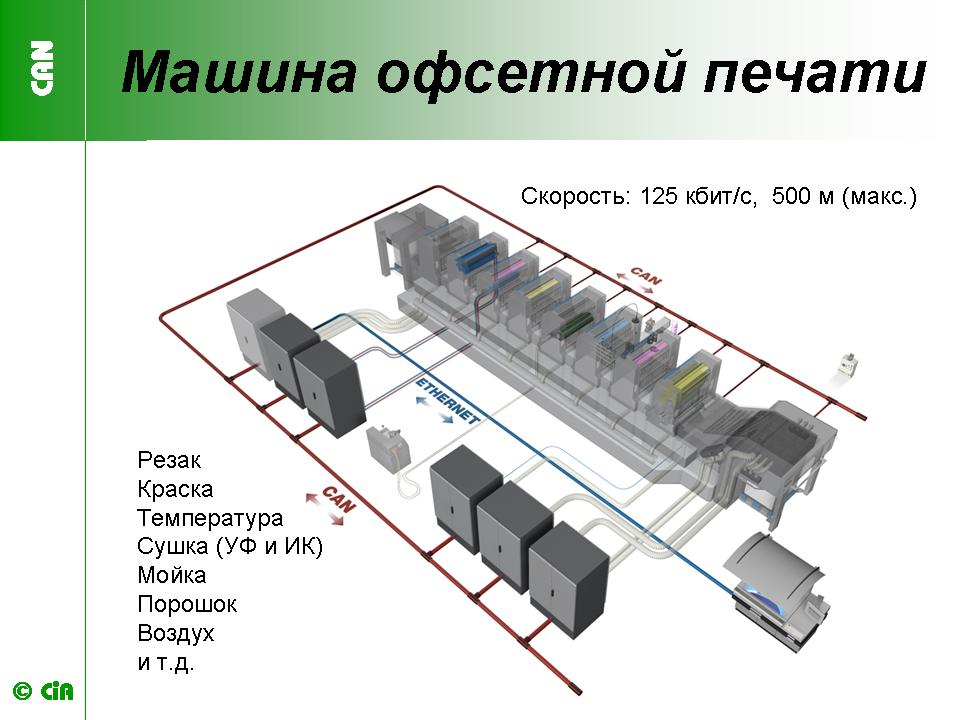 CAN
Машина офсетной печати
Скорость: 125 кбит/с, 500 м (макс.)
CAN
ETHERNET
CAN
Резак
Краска
Температура
Сушка (УФ и ИК)
Мойка
Порошок
Воздух
и т.д.
© CiA